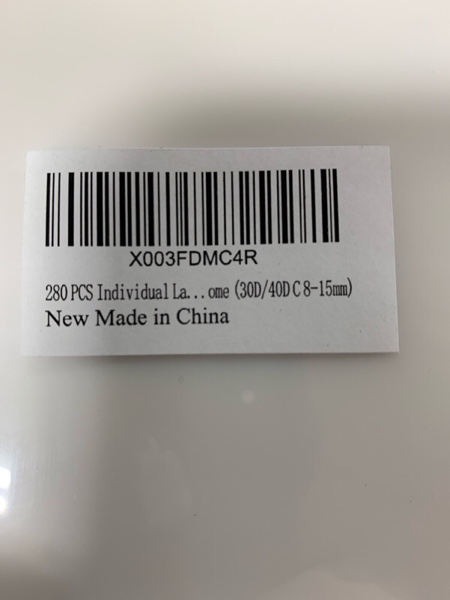 X003FDMC4R
280 PCS Individual La...ome (30D/40D C 8-15mm)
New Made in China